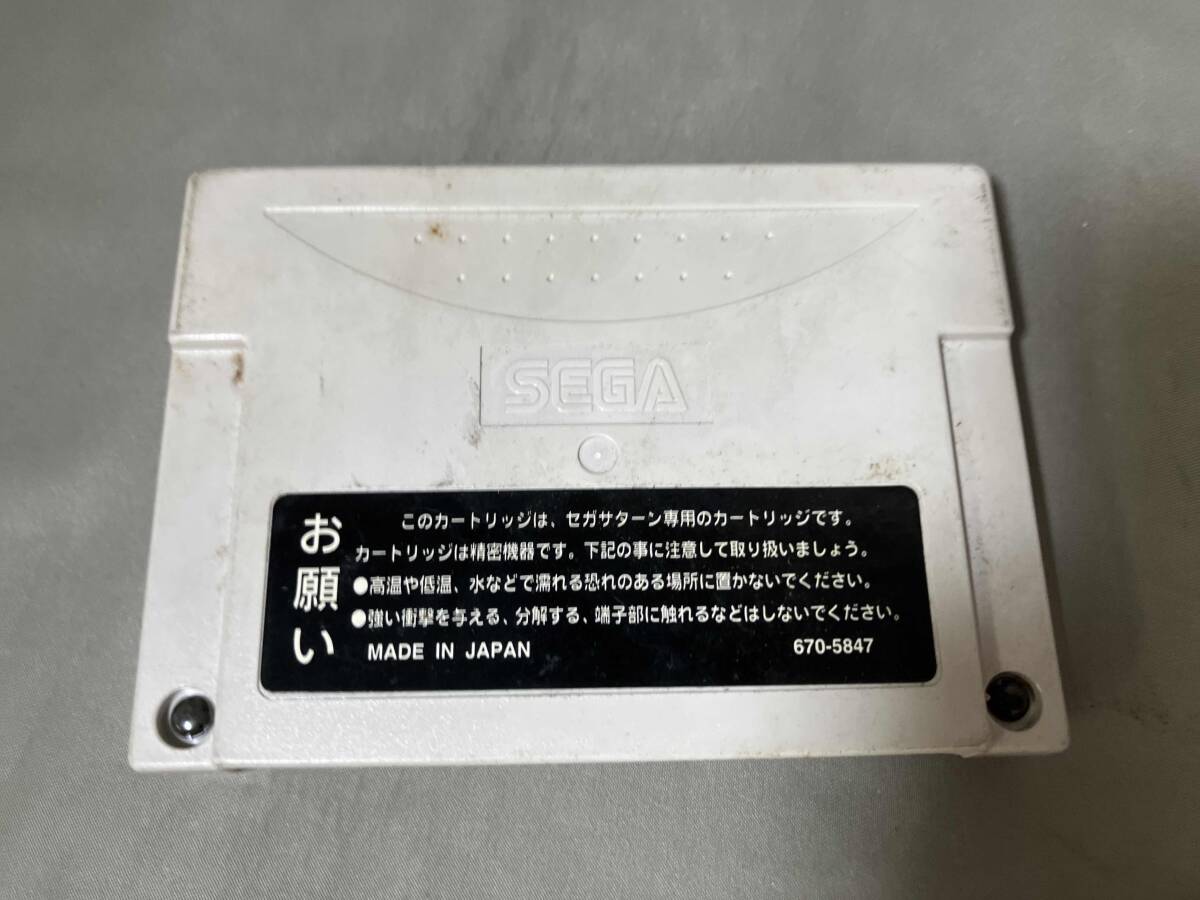 SEGA
お願い
このカートリッジは、セガサターン専用のカートリッジです。
カートリッジは精密機器です。下記の事に注意して取り扱いましょう。
●高温や低温、水などで濡れる恐れのある場所に置かないでください。
●強い衝撃を与える、分解する、端子部に触れるなどはしないでください。
MADE IN JAPAN 670-5847